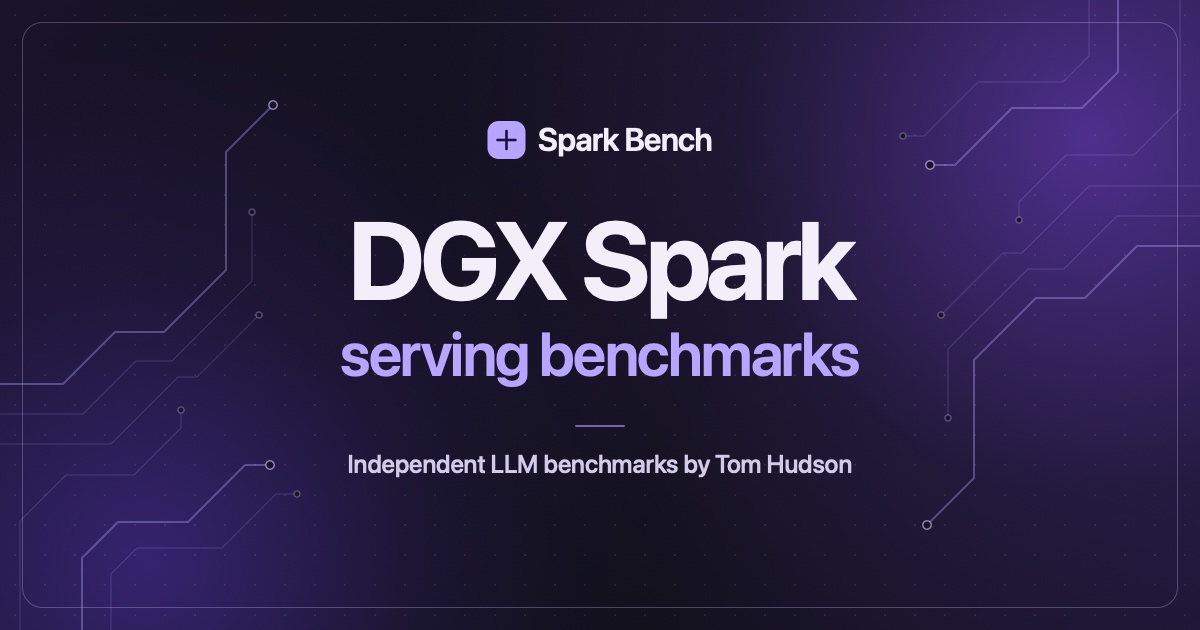 Spark Bench
DGX Spark
serving benchmarks
Independent LLM benchmarks by Tom Hudson